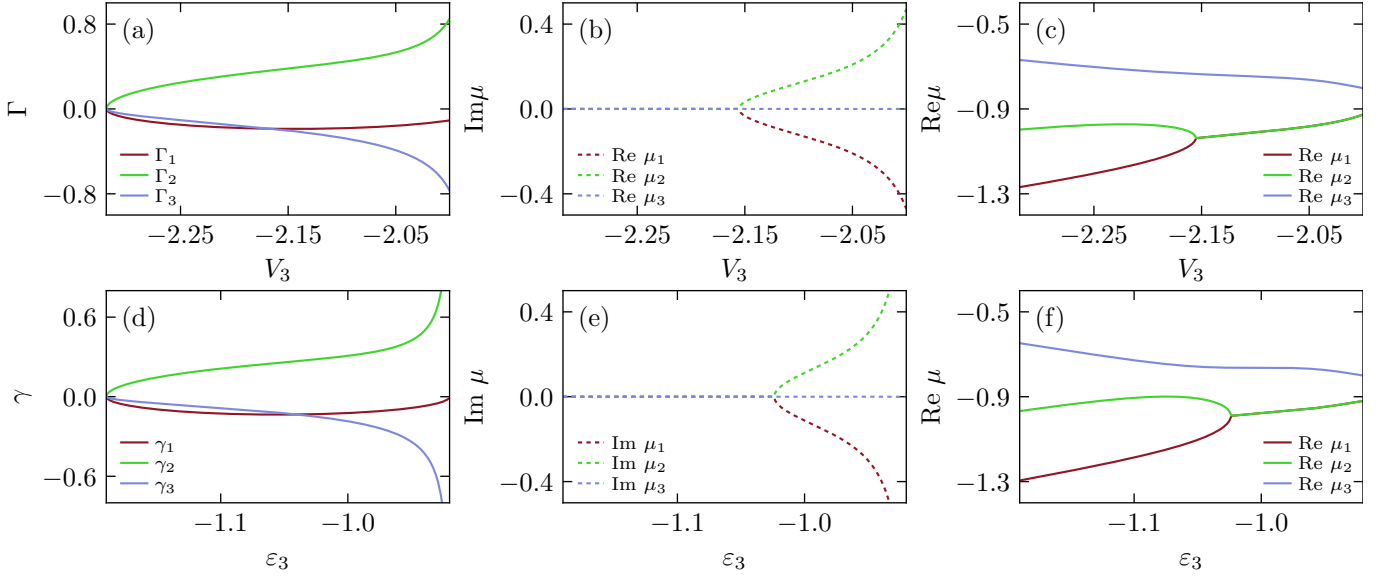 (a)
Γ
0.8
0.0
−0.8
Γ₁
Γ₂
Γ₃
−2.25
−2.15
−2.05
V₃
(b)
Imμ
0.4
0.0
−0.4
Re μ₁
Re μ₂
Re μ₃
−2.25
−2.15
−2.05
V₃
(c)
Reμ
−0.5
−0.9
−1.3
Re μ₁
Re μ₂
Re μ₃
−2.25
−2.15
−2.05
V₃
(d)
γ
0.6
0.0
−0.6
γ₁
γ₂
γ₃
−1.1
−1.0
ε₃
(e)
Im μ
0.4
0.0
−0.4
Im μ₁
Im μ₂
Im μ₃
−1.1
−1.0
ε₃
(f)
Re μ
−0.5
−0.9
−1.3
Re μ₁
Re μ₂
Re μ₃
−1.1
−1.0
ε₃